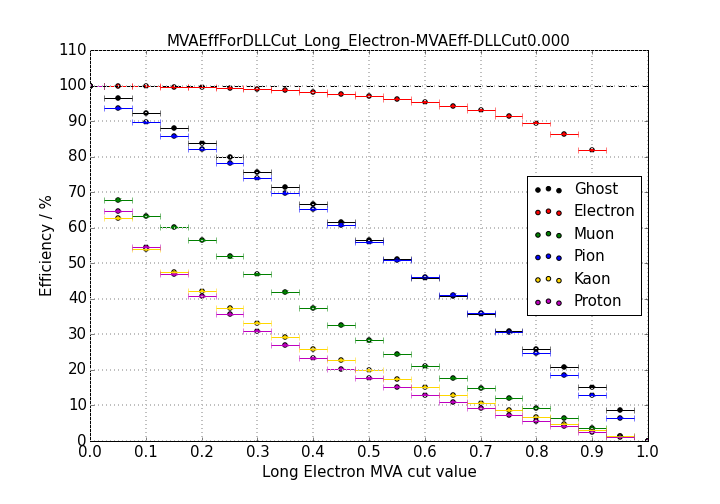 MVAEffForDLLCut_Long_Electron-MVAEff-DLLCut0.000
110
100
90
80
70
60
50
40
30
20
10
0
Efficiency / %
Ghost
Electron
Muon
Pion
Kaon
Proton
0.0 0.1 0.2 0.3 0.4 0.5 0.6 0.7 0.8 0.9 1.0
Long Electron MVA cut value